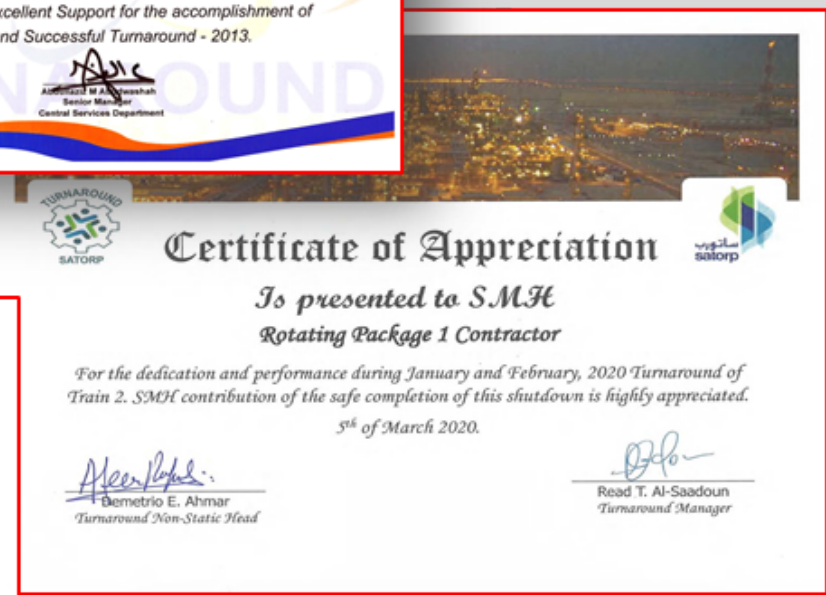 xcellent Support for the accomplishment of
nd Successful Turnaround - 2013.
Senior Manager
Central Services Department
TURNAROUND
SATORP
ساتورب
satorp
Certificate of Appreciation
Is presented to SMH
Rotating Package 1 Contractor
For the dedication and performance during January and February, 2020 Turnaround of
Train 2. SMH contribution of the safe completion of this shutdown is highly appreciated.
5th of March 2020.
Demetrio E. Ahmar
Turnaround Non-Static Head
Read T. Al-Saadoun
Turnaround Manager